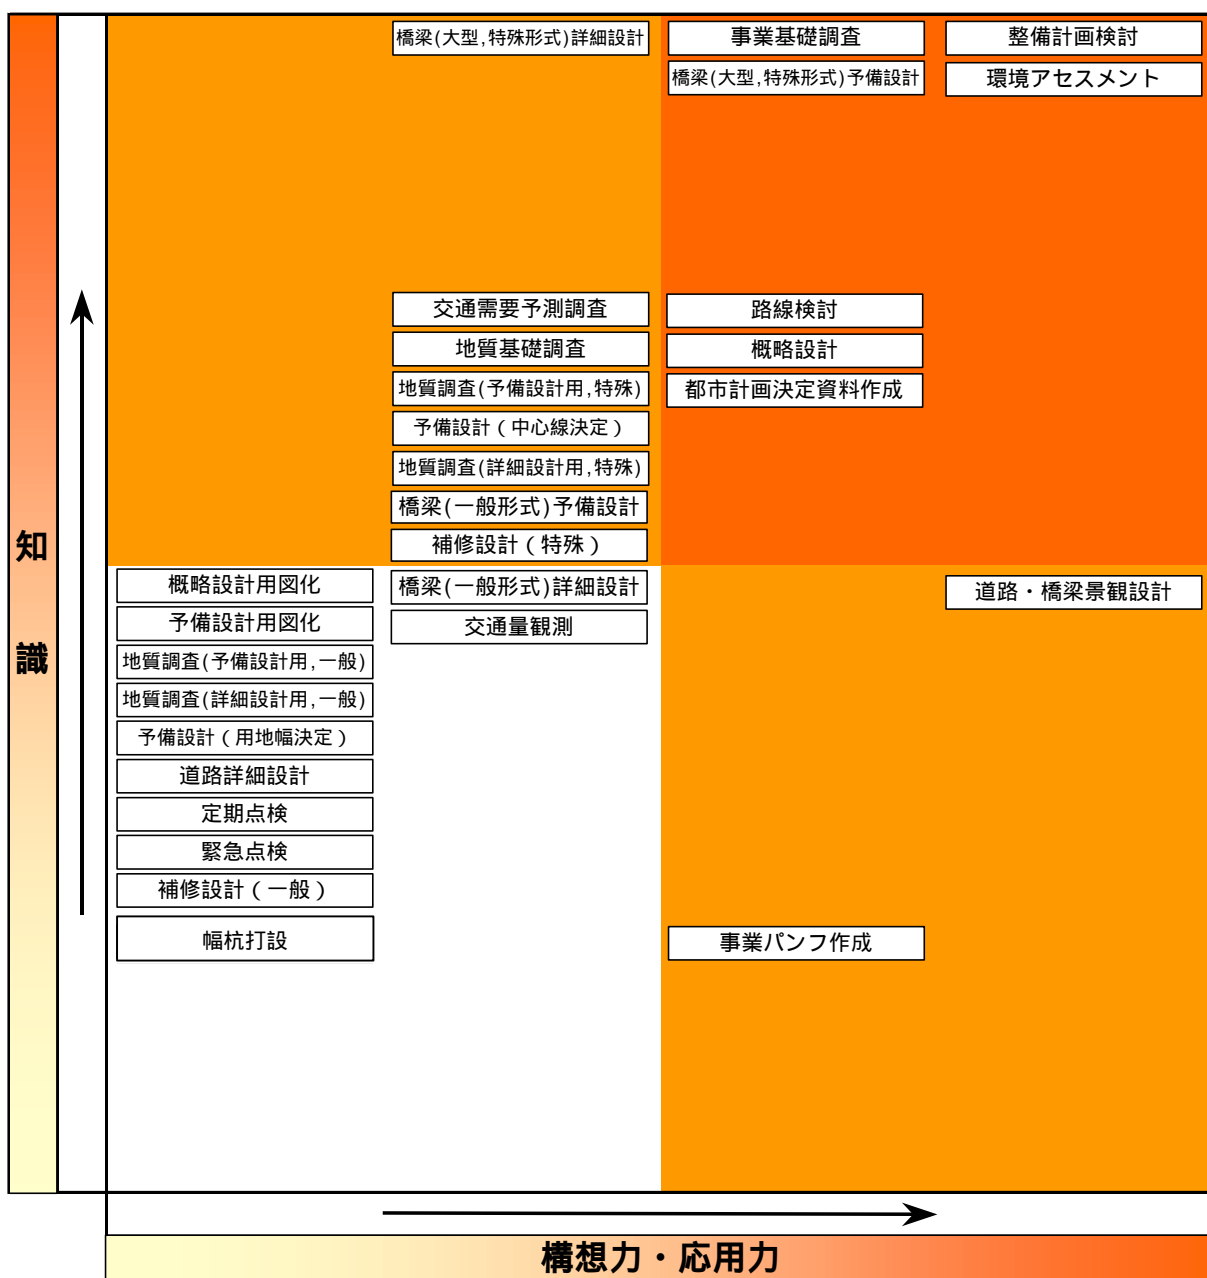 橋梁(大型,特殊形式)詳細設計
事業基礎調査
整備計画検討
橋梁(大型,特殊形式)予備設計
環境アセスメント
交通需要予測調査
路線検討
地質基礎調査
概略設計
地質調査(予備設計用,特殊)
都市計画決定資料作成
予備設計(中心線決定)
地質調査(詳細設計用,特殊)
橋梁(一般形式)予備設計
補修設計(特殊)
知識
概略設計用図化
橋梁(一般形式)詳細設計
道路・橋梁景観設計
予備設計用図化
交通量観測
地質調査(予備設計用,一般)
地質調査(詳細設計用,一般)
予備設計(用地幅決定)
道路詳細設計
定期点検
緊急点検
補修設計(一般)
幅杭打設
事業パンフ作成
構想力・応用力